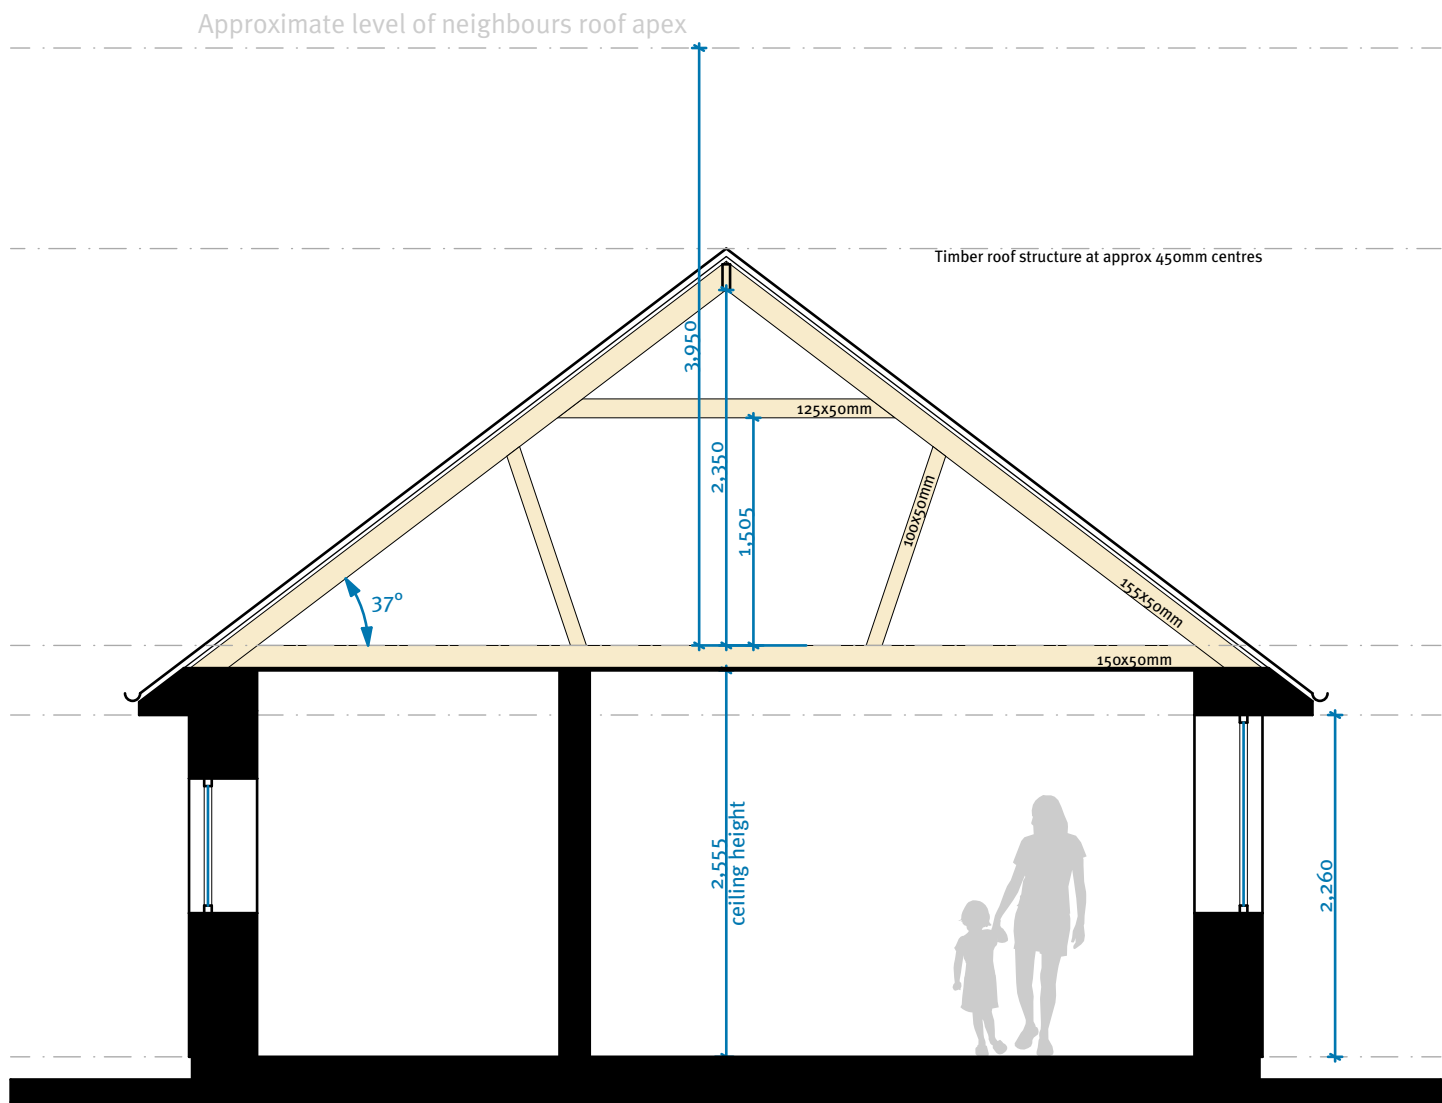 Approximate level of neighbours roof apex
Timber roof structure at approx 450mm centres
3,950
125x50mm
2,350
1,505
100x50mm
37°
155x50mm
150x50mm
2,555
ceiling height
2,260